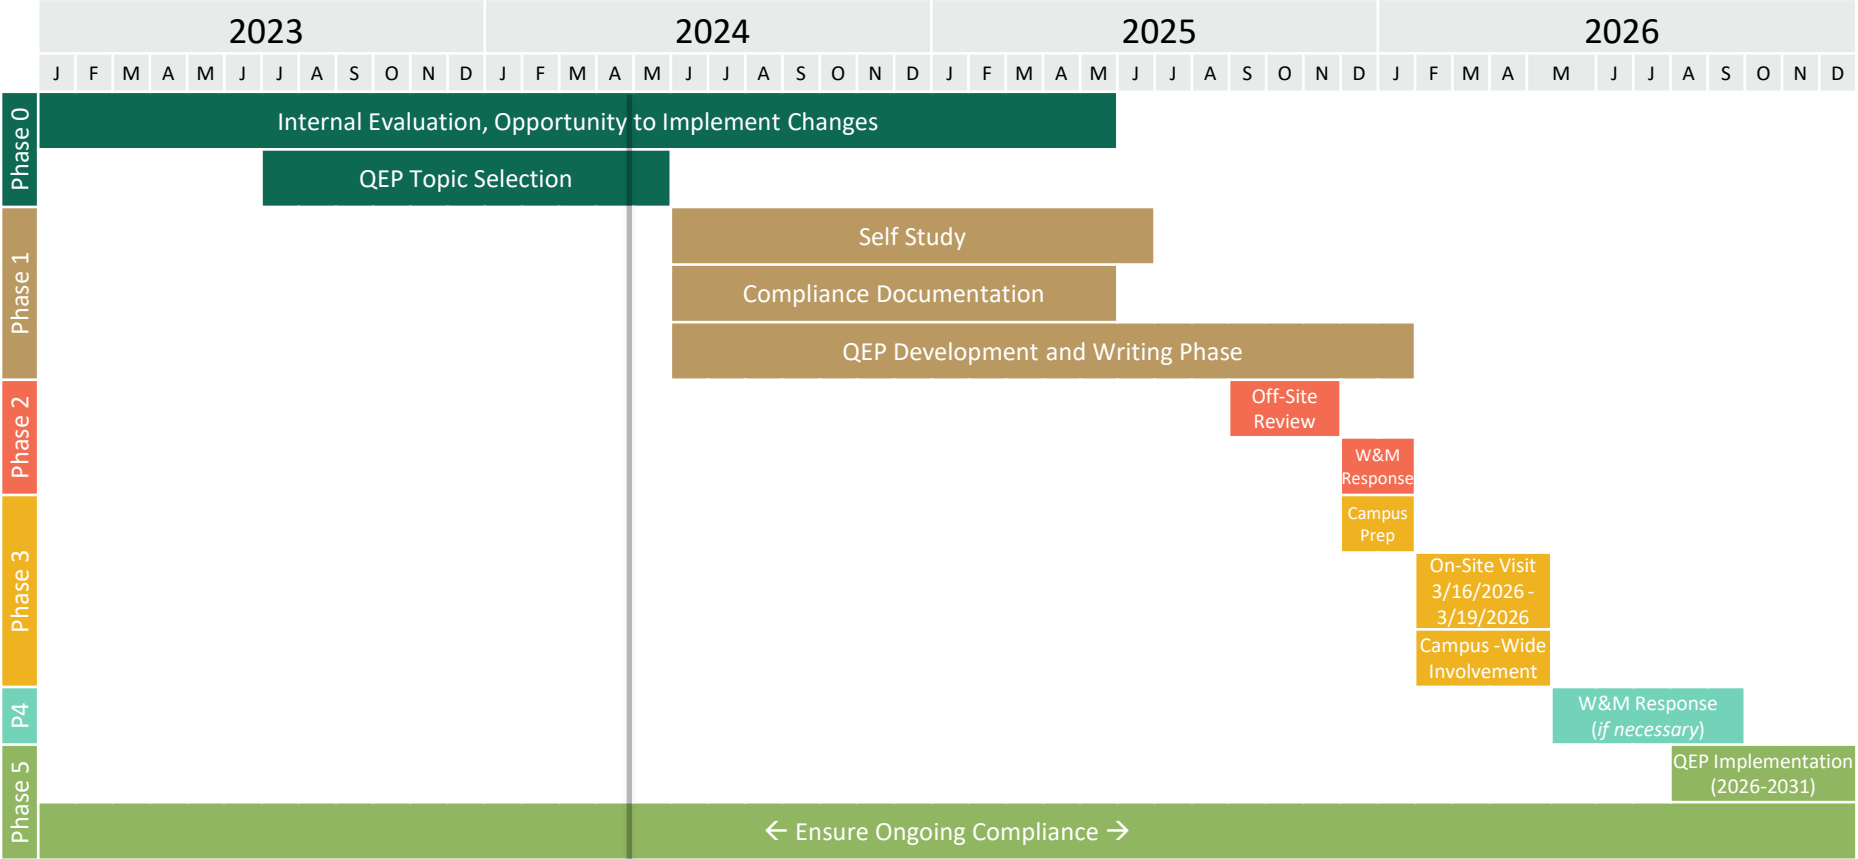 2023 2024 2025 2026
J F M A M J J A S O N D J F M A M J J A S O N D J F M A M J J A S O N D J F M A M J J A S O N D
Phase 0
Internal Evaluation, Opportunity to Implement Changes
QEP Topic Selection
Phase 1
Self Study
Compliance Documentation
QEP Development and Writing Phase
Phase 2
Off-Site
Review
W&M
Response
Phase 3
Campus
Prep
On-Site Visit
3/16/2026 -
3/19/2026
Campus -Wide
Involvement
P4
W&M Response
(if necessary)
Phase 5
QEP Implementation
(2026-2031)
← Ensure Ongoing Compliance →